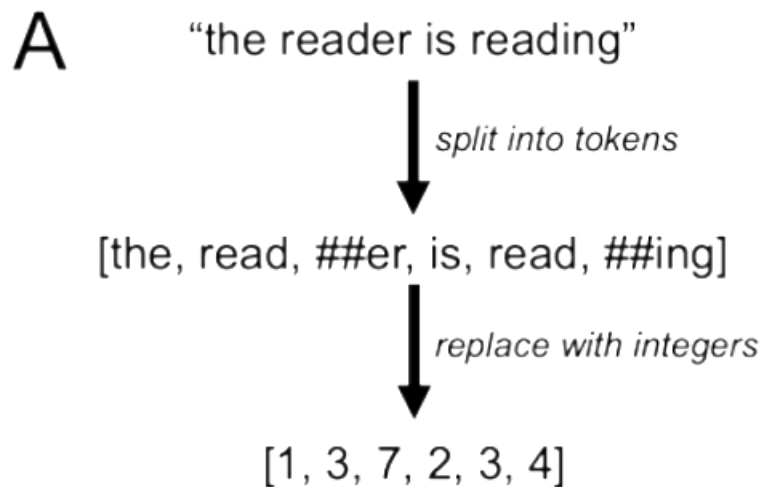 A
“the reader is reading”
split into tokens
[the, read, ##er, is, read, ##ing]
replace with integers
[1, 3, 7, 2, 3, 4]